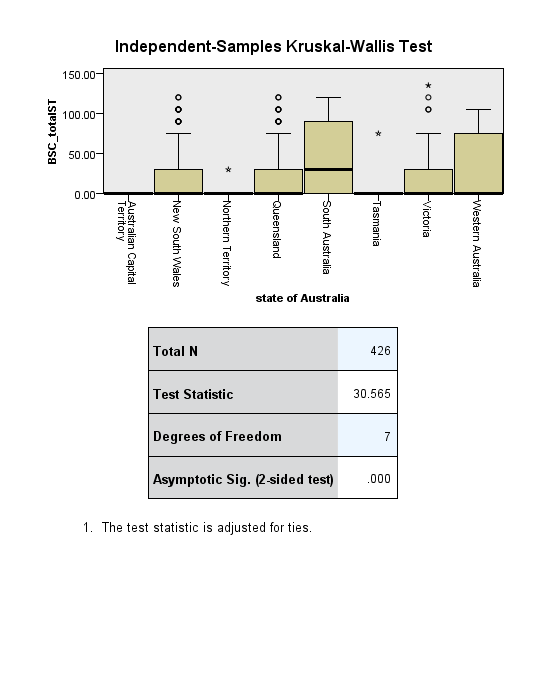 Independent-Samples Kruskal-Wallis Test
150.00
100.00
50.00
0.00
BSC_totalST
Australian Capital
Territory
New South Wales
Northern Territory
Queensland
South Australia
Tasmania
Victoria
Western Australia
state of Australia
Total N 426
Test Statistic 30.565
Degrees of Freedom 7
Asymptotic Sig. (2-sided test) .000
1. The test statistic is adjusted for ties.